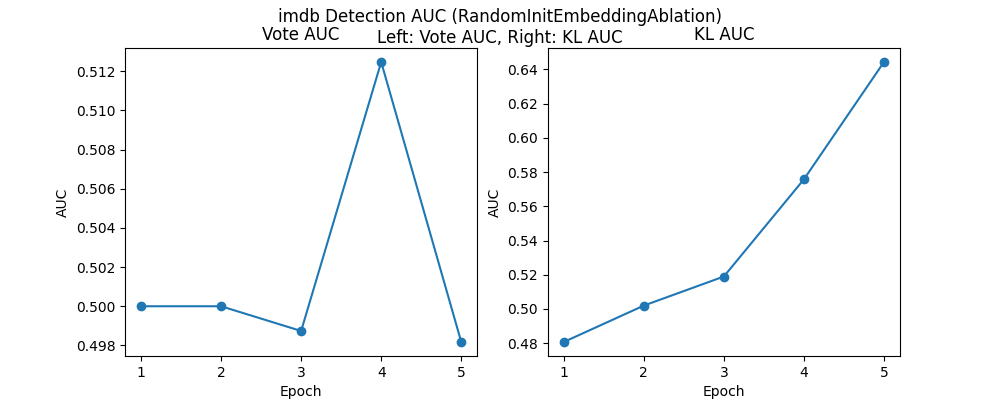 imdb Detection AUC (RandomInitEmbeddingAblation)
Left: Vote AUC, Right: KL AUC
Vote AUC
AUC
0.512
0.510
0.508
0.506
0.504
0.502
0.500
0.498
1 2 3 4 5
Epoch
KL AUC
AUC
0.64
0.62
0.60
0.58
0.56
0.54
0.52
0.50
0.48
1 2 3 4 5
Epoch